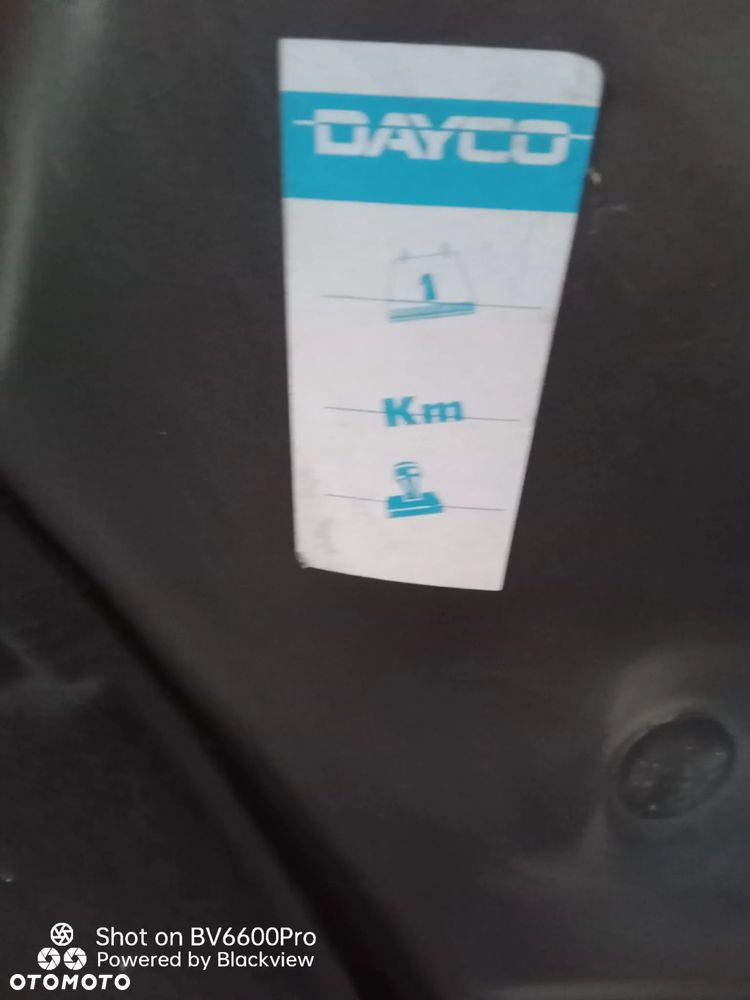 DAYCO
1
Km
Shot on BV6600Pro
Powered by Blackview
OTOMOTO